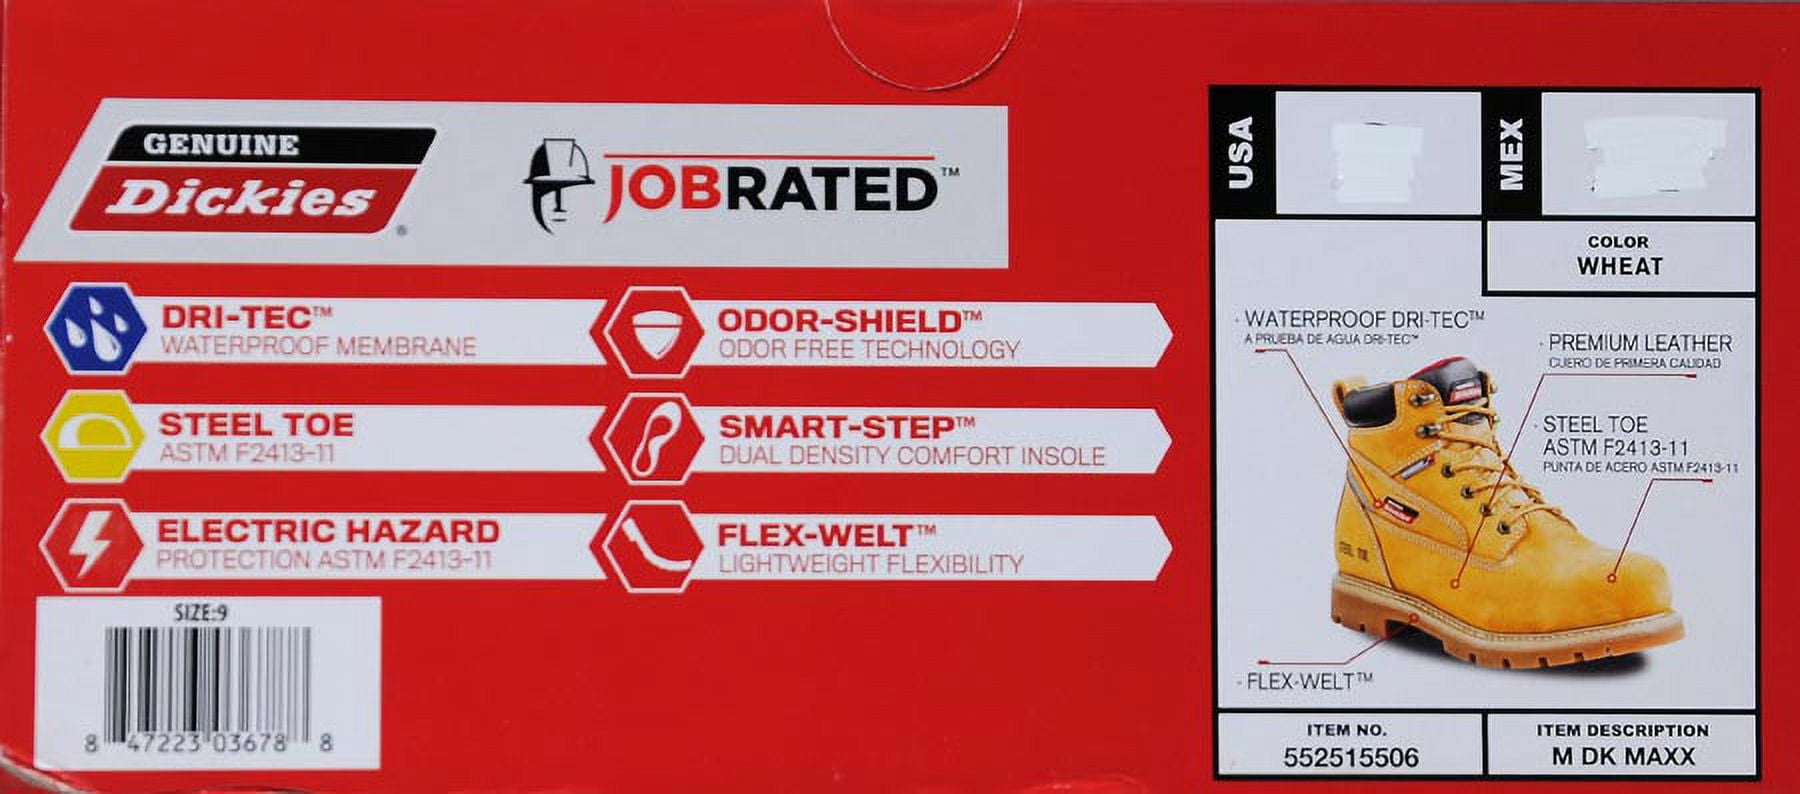 GENUINE
Dickies®
JOBRATED™
DRI-TEC™
WATERPROOF MEMBRANE
STEEL TOE
ASTM F2413-11
ELECTRIC HAZARD
PROTECTION ASTM F2413-11
ODOR-SHIELD™
ODOR FREE TECHNOLOGY
SMART-STEP™
DUAL DENSITY COMFORT INSOLE
FLEX-WELT™
LIGHTWEIGHT FLEXIBILITY
SIZE:9
8 47223 03678 8
USA
MEX
COLOR
WHEAT
· WATERPROOF DRI-TEC™
A PRUEBA DE AGUA DRI-TEC™
· PREMIUM LEATHER
CUERO DE PRIMERA CALIDAD
· STEEL TOE
ASTM F2413-11
PUNTA DE ACERO ASTM F2413-11
STEEL TOE
· FLEX-WELT™
ITEM NO.
552515506
ITEM DESCRIPTION
M DK MAXX